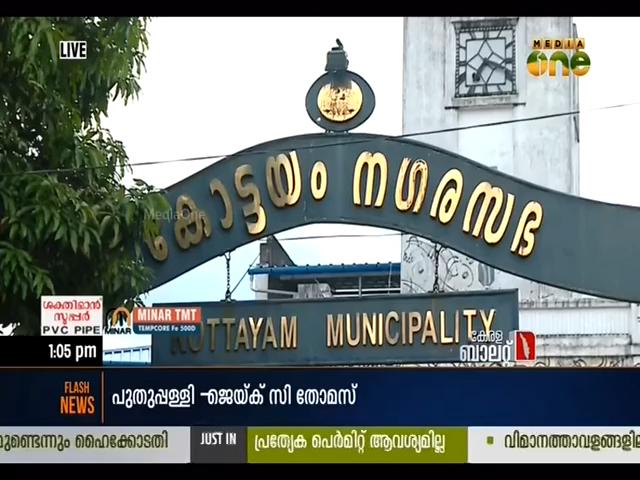 LIVE
MEDIA
one
കോട്ടയം നഗരസഭ
MediaOne
ശക്തിമാൻ
സൂപ്പർ
PVC PIPE
MINAR
MINAR TMT
TEMPCORE Fe 500D
KOTTAYAM MUNICIPALITY
കേരള
ബാലറ്റ്
1:05 pm
FLASH
NEWS
പുതുപ്പള്ളി -ജെയ്ക് സി തോമസ്
മുണ്ടെന്നും ഹൈക്കോടതി
JUST IN
പ്രത്യേക പെർമിറ്റ് ആവശ്യമില്ല
വിമാനത്താവളങ്ങളില